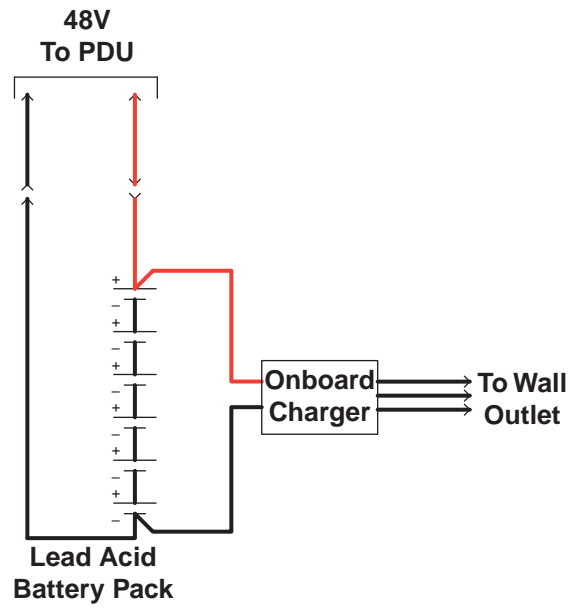 48V
To PDU
+
–
+
–
+
–
+
–
+
–
+
–
Onboard
Charger
To Wall
Outlet
Lead Acid
Battery Pack